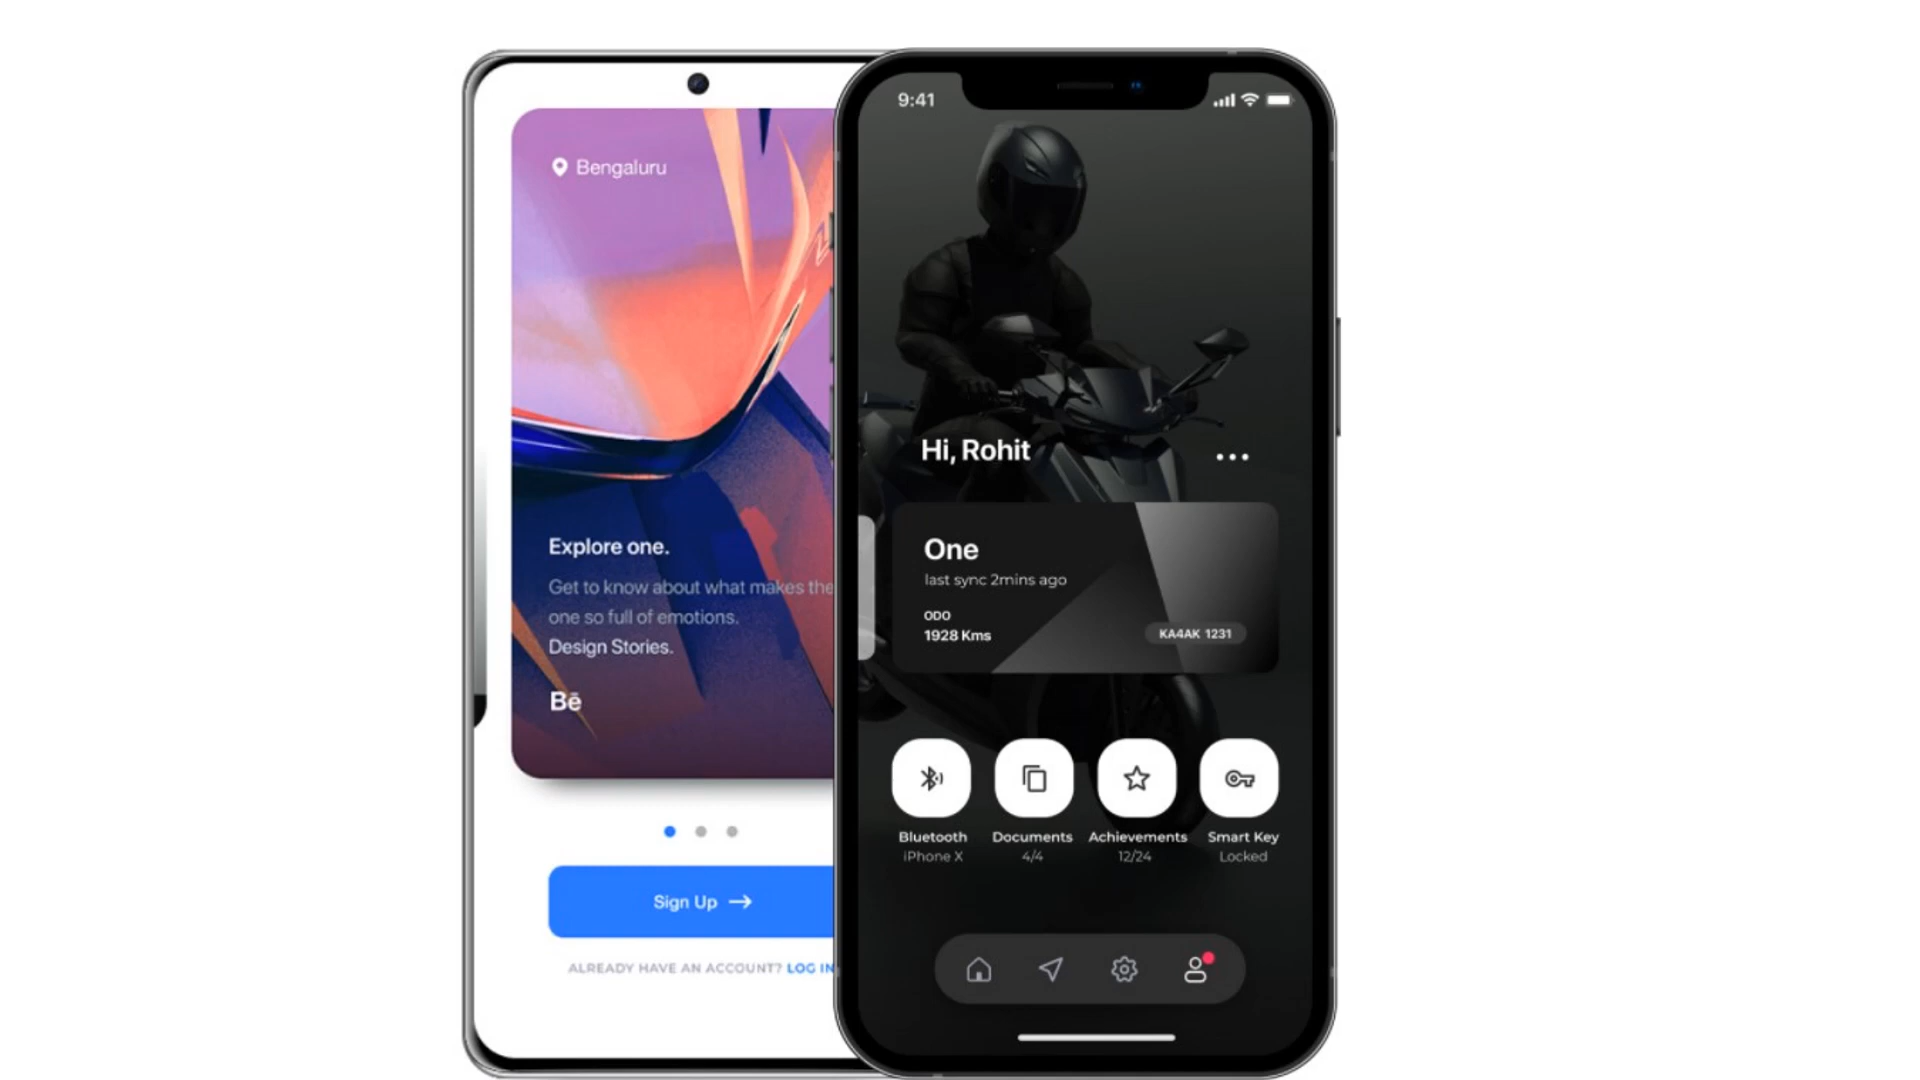 Bengaluru
Explore one.
Get to know about what makes the
one so full of emotions.
Design Stories.
Bē
Sign Up →
ALREADY HAVE AN ACCOUNT? LOG IN
9:41
Hi, Rohit
One
last sync 2mins ago
ODO
1928 Kms
KA4AK 1231
Bluetooth
iPhone X
Documents
4/4
Achievements
12/24
Smart Key
Locked